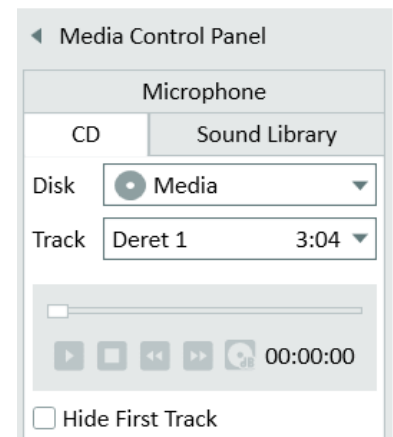 Media Control Panel
Microphone
CD Sound Library
Disk Media
Track Deret 1 3:04
dB 00:00:00
Hide First Track